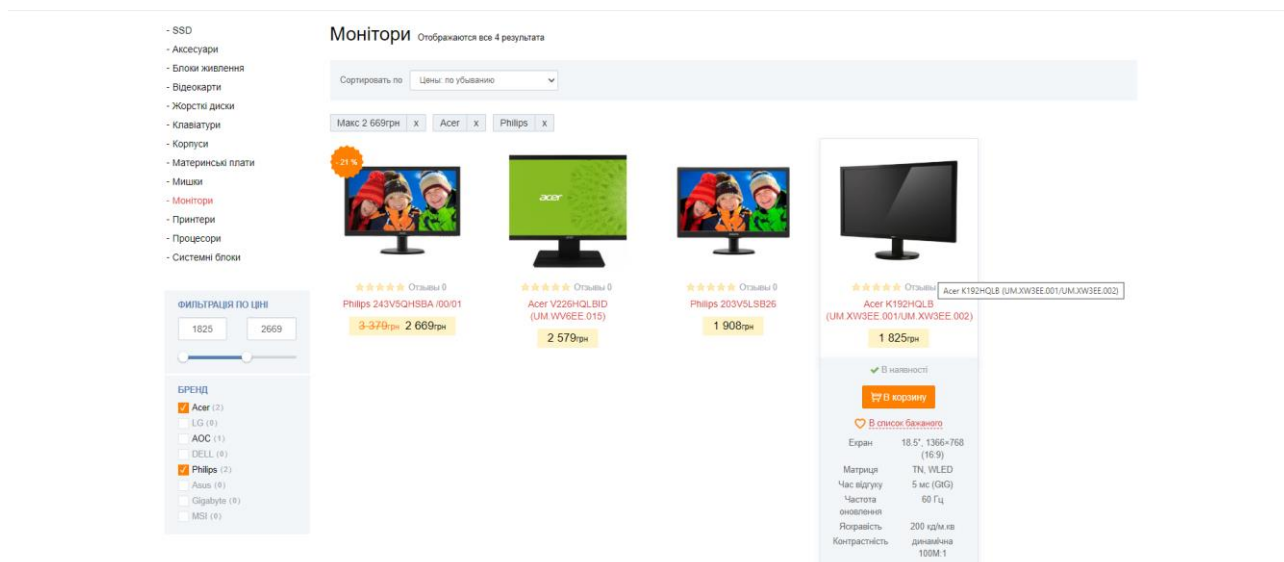 - SSD
- Аксесуари
- Блоки живлення
- Відеокарти
- Жорсткі диски
- Клавіатури
- Корпуси
- Материнські плати
- Мишки
- Монітори
- Принтери
- Процесори
- Системні блоки
ФИЛЬТРАЦІЯ ПО ЦІНІ
1825 2669
БРЕНД
Acer (2)
LG (0)
AOC (1)
DELL (0)
Philips (2)
Asus (0)
Gigabyte (0)
MSI (0)
Монітори Отображаются все 4 результата
Сортировать по Цены: по убыванию
Макс 2 669грн x Acer x Philips x
- 21 %
Отзывы 0
Philips 243V5QHSBA /00/01
3 379грн 2 669грн
acer
Отзывы 0
Acer V226HQLBID
(UM.WV6EE.015)
2 579грн
Отзывы 0
Philips 203V5LSB26
1 908грн
Отзывы
Acer K192HQLB (UM.XW3EE.001/UM.XW3EE.002)
Acer K192HQLB
(UM.XW3EE.001/UM.XW3EE.002)
1 825грн
В наявності
В корзину
В список бажаного
Екран 18.5", 1366×768
(16:9)
Матриця TN, WLED
Час відгуку 5 мс (GtG)
Частота 60 Гц
оновлення
Яскравість 200 кд/м.кв
Контрастність динамічна
100M:1